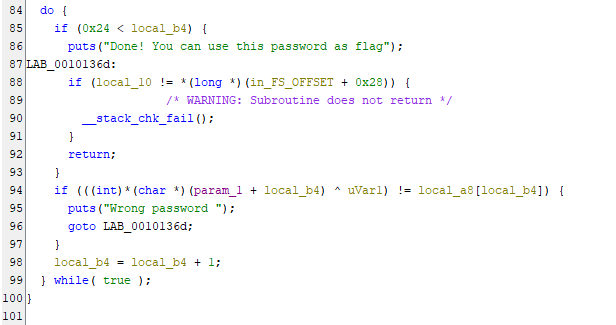 84 do {
85 if (0x24 < local_b4) {
86 puts("Done! You can use this password as flag");
87 LAB_0010136d:
88 if (local_10 != *(long *)(in_FS_OFFSET + 0x28)) {
89 /* WARNING: Subroutine does not return */
90 __stack_chk_fail();
91 }
92 return;
93 }
94 if (((int)*(char *)(param_1 + local_b4) ^ uVar1) != local_a8[local_b4]) {
95 puts("Wrong password ");
96 goto LAB_0010136d;
97 }
98 local_b4 = local_b4 + 1;
99 } while( true );
100 }
101